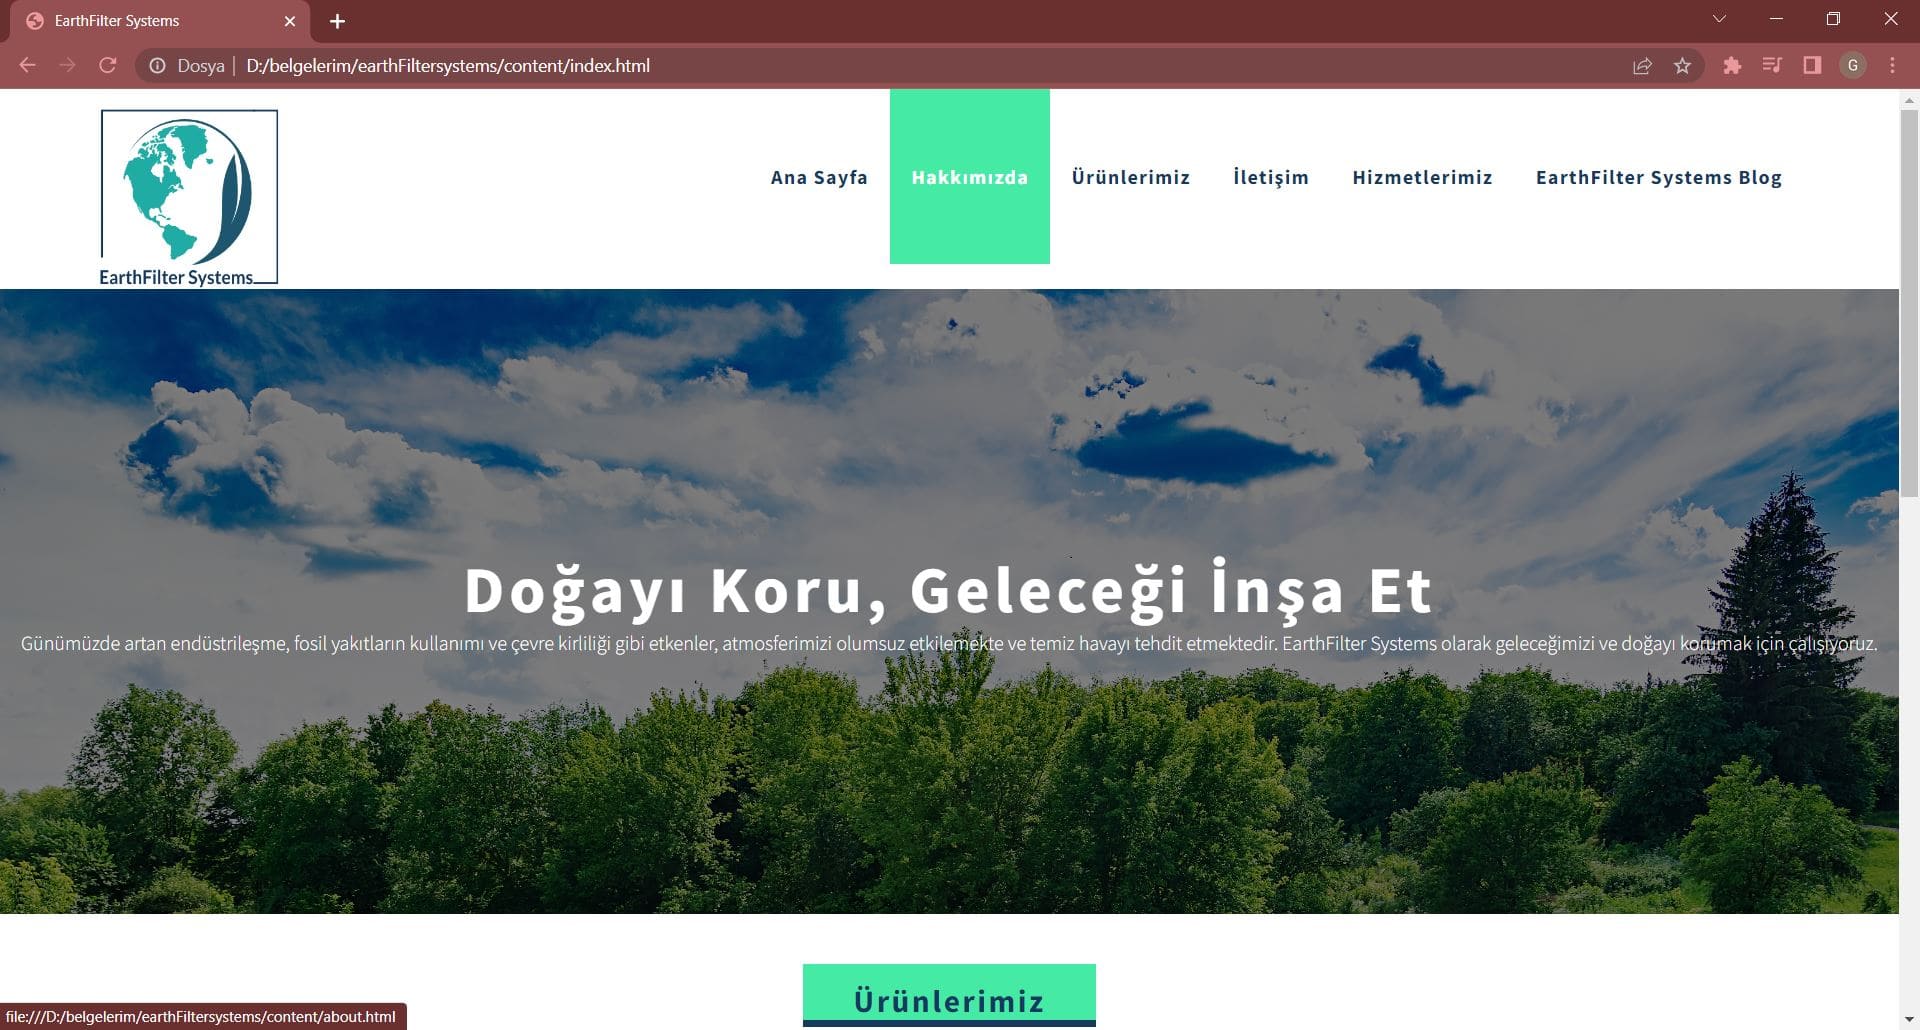 EarthFilter Systems
Dosya | D:/belgelerim/earthFiltersystems/content/index.html
G
EarthFilter Systems
Ana Sayfa Hakkımızda Ürünlerimiz İletişim Hizmetlerimiz EarthFilter Systems Blog
Doğayı Koru, Geleceği İnşa Et
Günümüzde artan endüstrileşme, fosil yakıtların kullanımı ve çevre kirliliği gibi etkenler, atmosferimizi olumsuz etkilemekte ve temiz havayı tehdit etmektedir. EarthFilter Systems olarak geleceğimizi ve doğayı korumak için çalışıyoruz.
Ürünlerimiz
file:///D:/belgelerim/earthFiltersystems/content/about.html